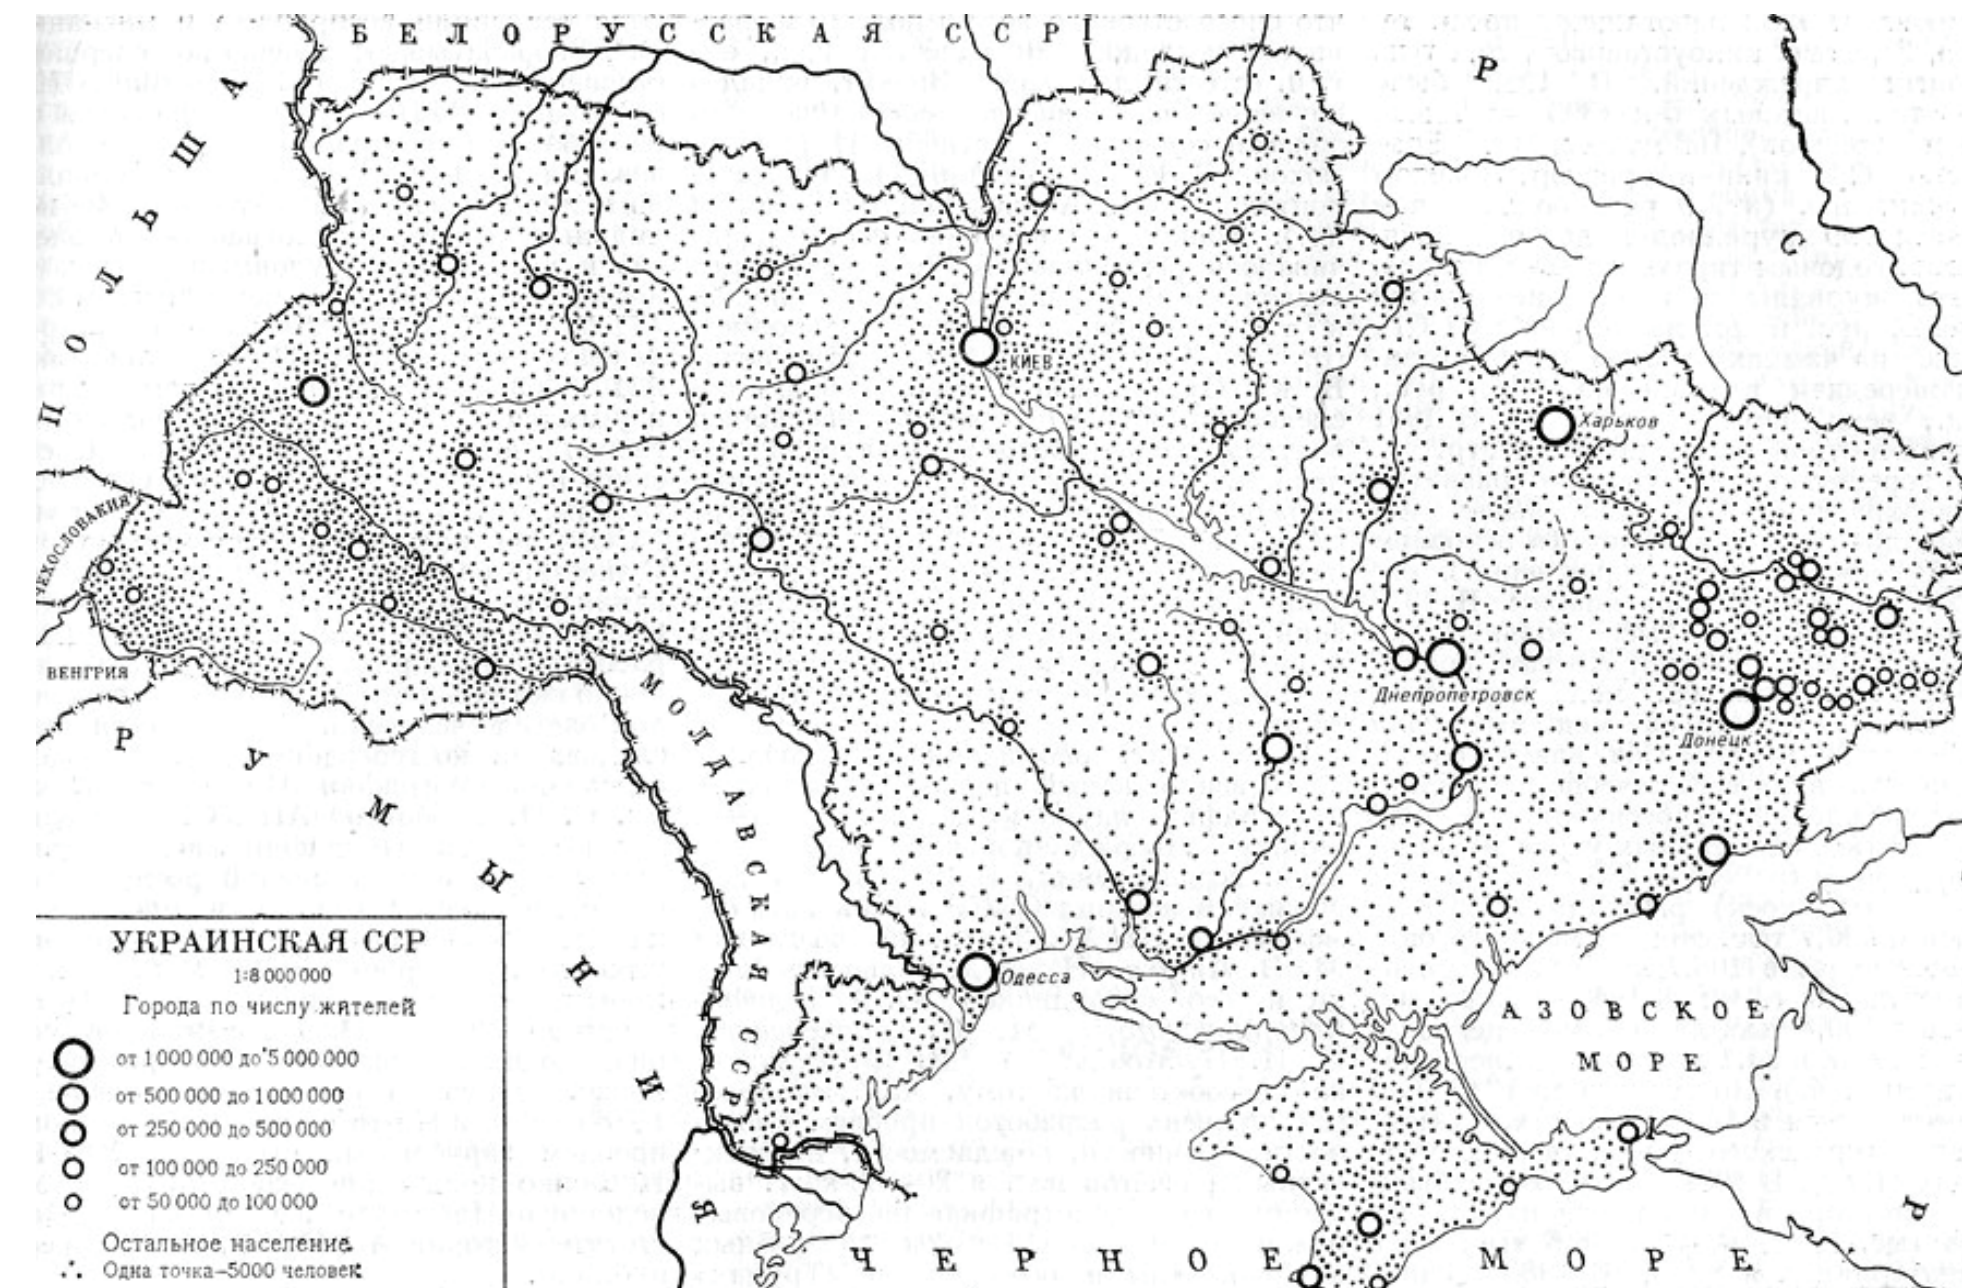 БЕЛОРУССКАЯ ССР
Р
С
ПОЛЬША
КИЕВ
Харьков
ЧЕХОСЛОВАКИЯ
ВЕНГРИЯ
Днепропетровск
Донецк
РУМЫНИЯ
МОЛДАВСКАЯ ССР
Одесса
АЗОВСКОЕ
МОРЕ
ЧЕРНОЕ МОРЕ
Р
УКРАИНСКАЯ ССР
1:8 000 000
Города по числу жителей
от 1 000 000 до 5 000 000
от 500 000 до 1 000 000
от 250 000 до 500 000
от 100 000 до 250 000
от 50 000 до 100 000
Остальное население
Одна точка—5000 человек